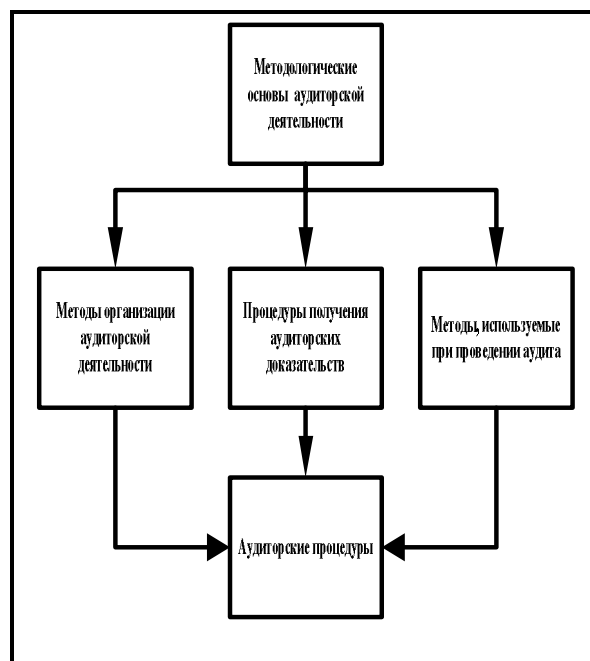 Методологические
основы аудиторской
деятельности
Методы организации
аудиторской
деятельности
Процедуры получения
аудиторских
доказательств
Методы, используемые
при проведении аудита
Аудиторские процедуры